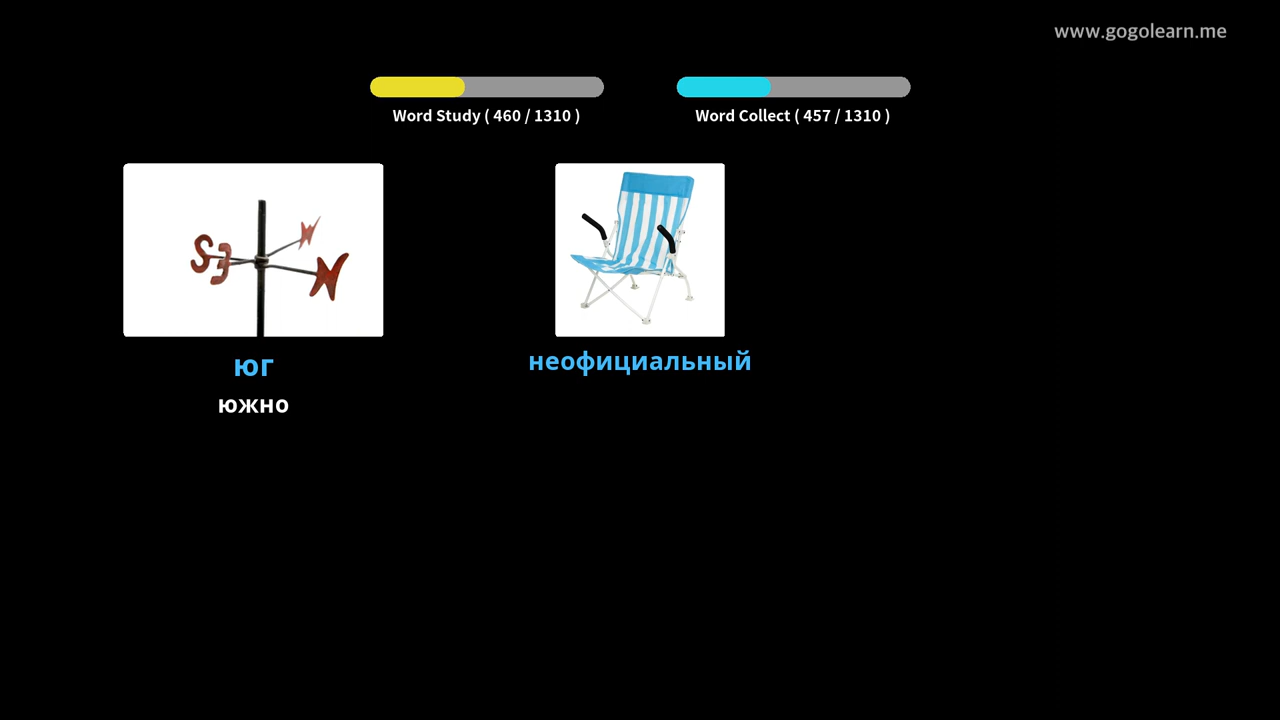 www.gogolearn.me
Word Study ( 460 / 1310 )
Word Collect ( 457 / 1310 )
S
E
N
юг
южно
неофициальный